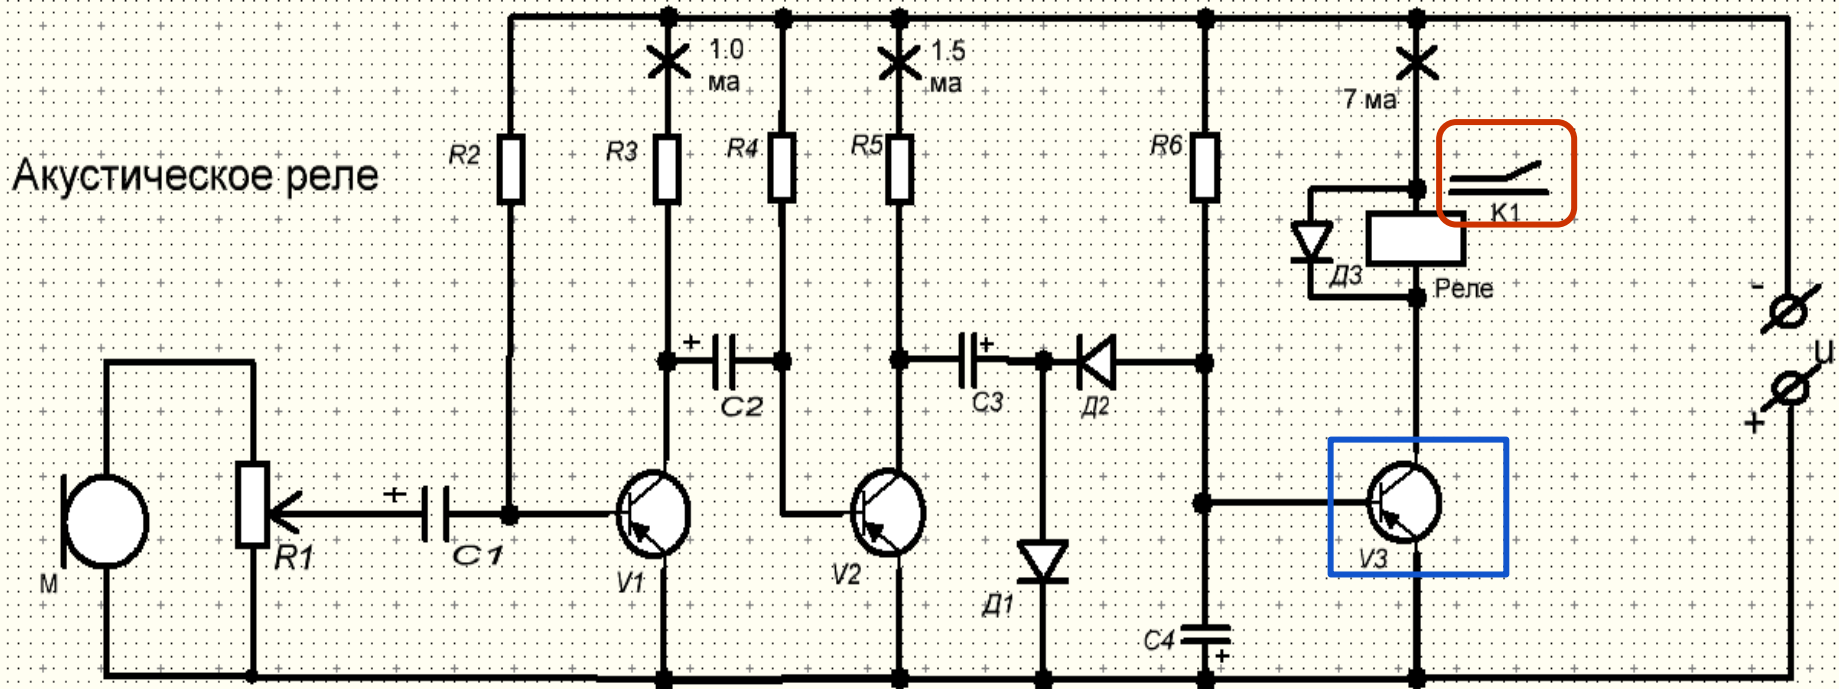 Акустическое реле
R2
R3
1.0
ма
R4
R5
1.5
ма
R6
7 ма
K1
Д3
Реле
-
u
+
+
C2
+
C3
Д2
M
R1
+
C1
V1
V2
Д1
C4
+
V3